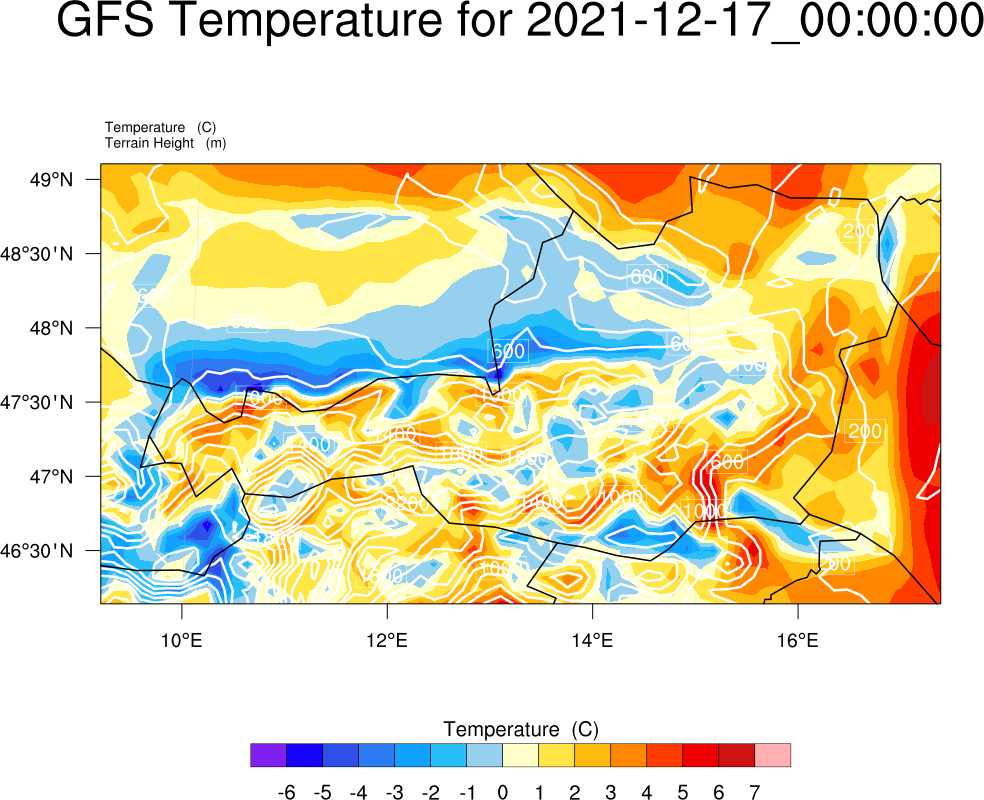 GFS Temperature for 2021-12-17_00:00:00
Temperature (C)
Terrain Height (m)
49°N
48°30'N
48°N
47°30'N
47°N
46°30'N
200
600
600
600
1000
200
600
1000
1000
1000
10°E
12°E
14°E
16°E
Temperature (C)
-6 -5 -4 -3 -2 -1 0 1 2 3 4 5 6 7